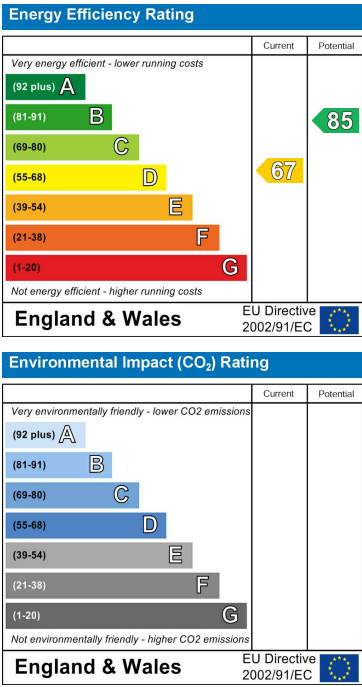 Energy Efficiency Rating
Current Potential
Very energy efficient - lower running costs
(92 plus) A
(81-91) B
85
(69-80) C
(55-68) D
67
(39-54) E
(21-38) F
(1-20) G
Not energy efficient - higher running costs
England & Wales
EU Directive
2002/91/EC
Environmental Impact (CO₂) Rating
Current Potential
Very environmentally friendly - lower CO2 emissions
(92 plus) A
(81-91) B
(69-80) C
(55-68) D
(39-54) E
(21-38) F
(1-20) G
Not environmentally friendly - higher CO2 emissions
England & Wales
EU Directive
2002/91/EC